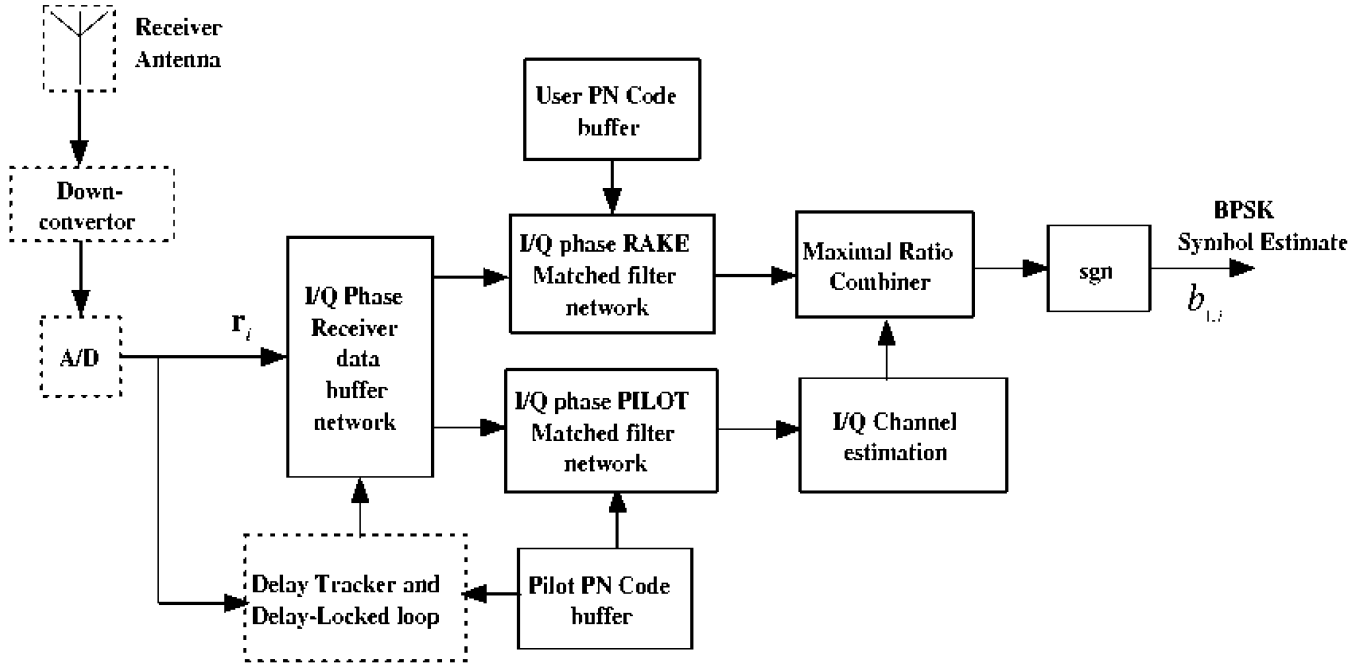 Receiver
Antenna
User PN Code
buffer
Down-
convertor
BPSK
Symbol Estimate
I/Q phase RAKE
Matched filter
network
Maximal Ratio
Combiner
sgn
b₁,ᵢ
I/Q Phase
Receiver
data
buffer
network
rᵢ
A/D
I/Q phase PILOT
Matched filter
network
I/Q Channel
estimation
Delay Tracker and
Delay-Locked loop
Pilot PN Code
buffer